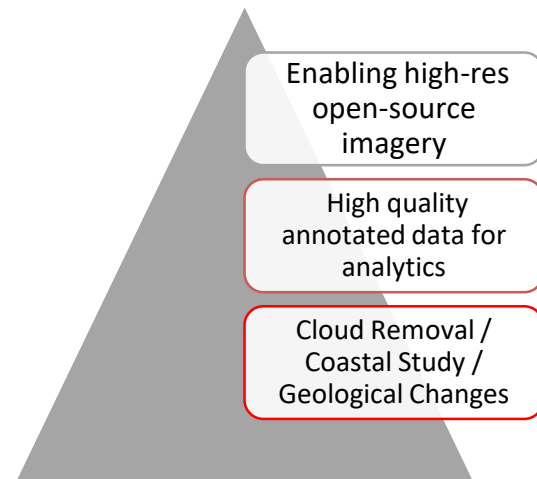 Enabling high-res
open-source
imagery
High quality
annotated data for
analytics
Cloud Removal /
Coastal Study /
Geological Changes